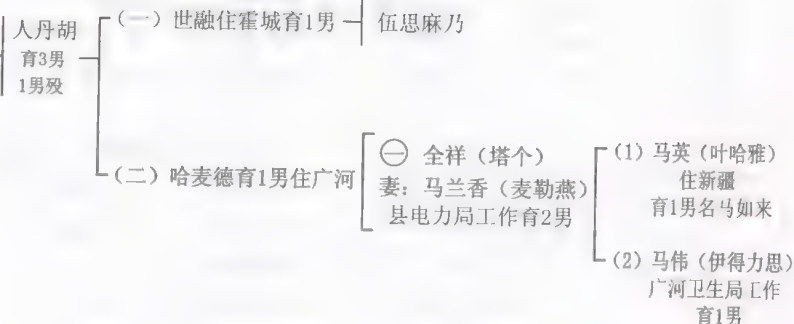 人丹胡
育3男
1男殁
（一）世融住霍城育1男
伍思麻乃
（二）哈麦德育1男住广河
㊀ 全祥（塔个）
妻：马兰香（麦勒燕）
县电力局工作育2男
（1）马英（叶哈雅）
住新疆
育1男名马如来
（2）马伟（伊得力思）
广河卫生局工作
育1男